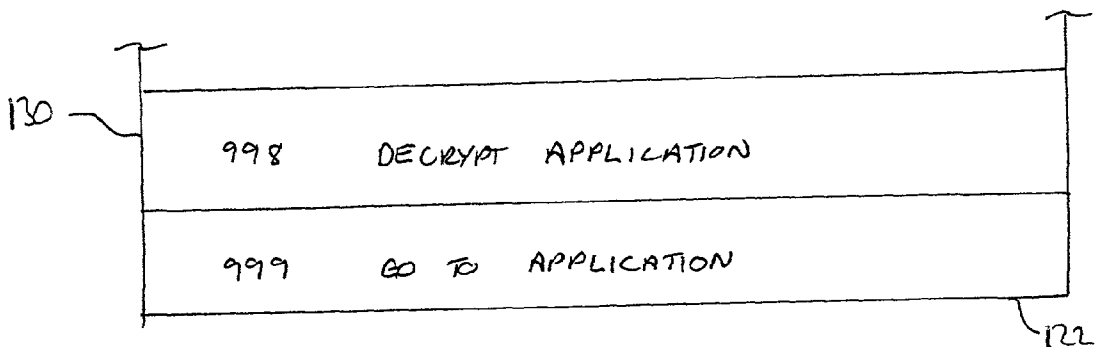 130
998 DECRYPT APPLICATION
999 GO TO APPLICATION
122